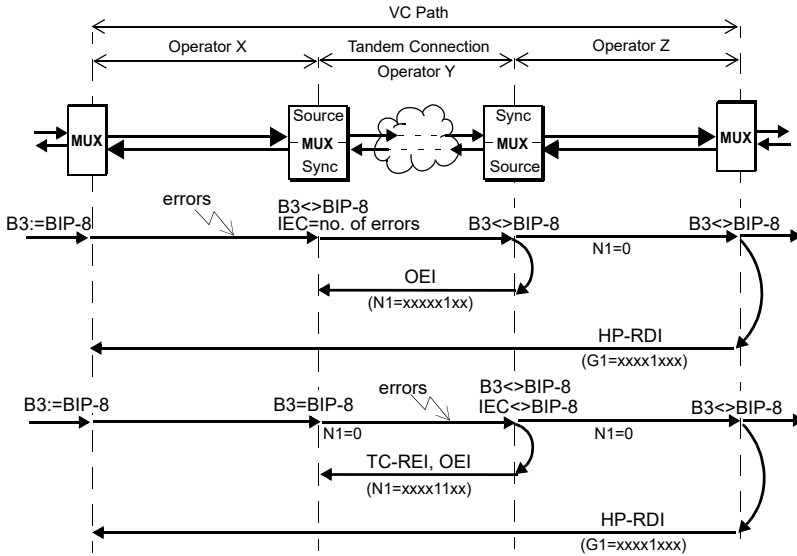 VC Path
Operator X
Tandem Connection
Operator Z
Operator Y
MUX
Source
MUX
Sync
Sync
MUX
Source
MUX
errors
B3:=BIP-8
B3<>BIP-8
IEC=no. of errors
B3<>BIP-8
N1=0
B3<>BIP-8
OEI
(N1=xxxxx1xx)
HP-RDI
(G1=xxxx1xxx)
B3:=BIP-8
B3=BIP-8
N1=0
errors
B3<>BIP-8
IEC<>BIP-8
N1=0
B3<>BIP-8
TC-REI, OEI
(N1=xxxx11xx)
HP-RDI
(G1=xxxx1xxx)